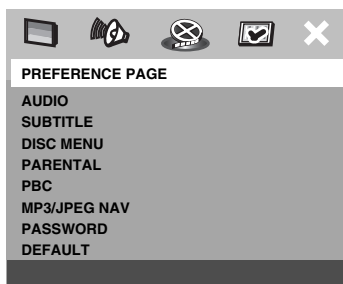 PREFERENCE PAGE
AUDIO
SUBTITLE
DISC MENU
PARENTAL
PBC
MP3/JPEG NAV
PASSWORD
DEFAULT